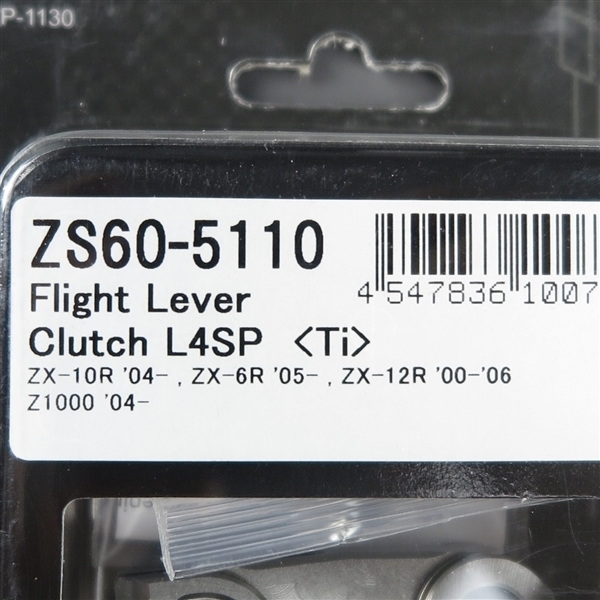 P-1130
ZS60-5110
Flight Lever
4 547836 1007
Clutch L4SP <Ti>
ZX-10R '04- , ZX-6R '05- , ZX-12R '00-'06
Z1000 '04-